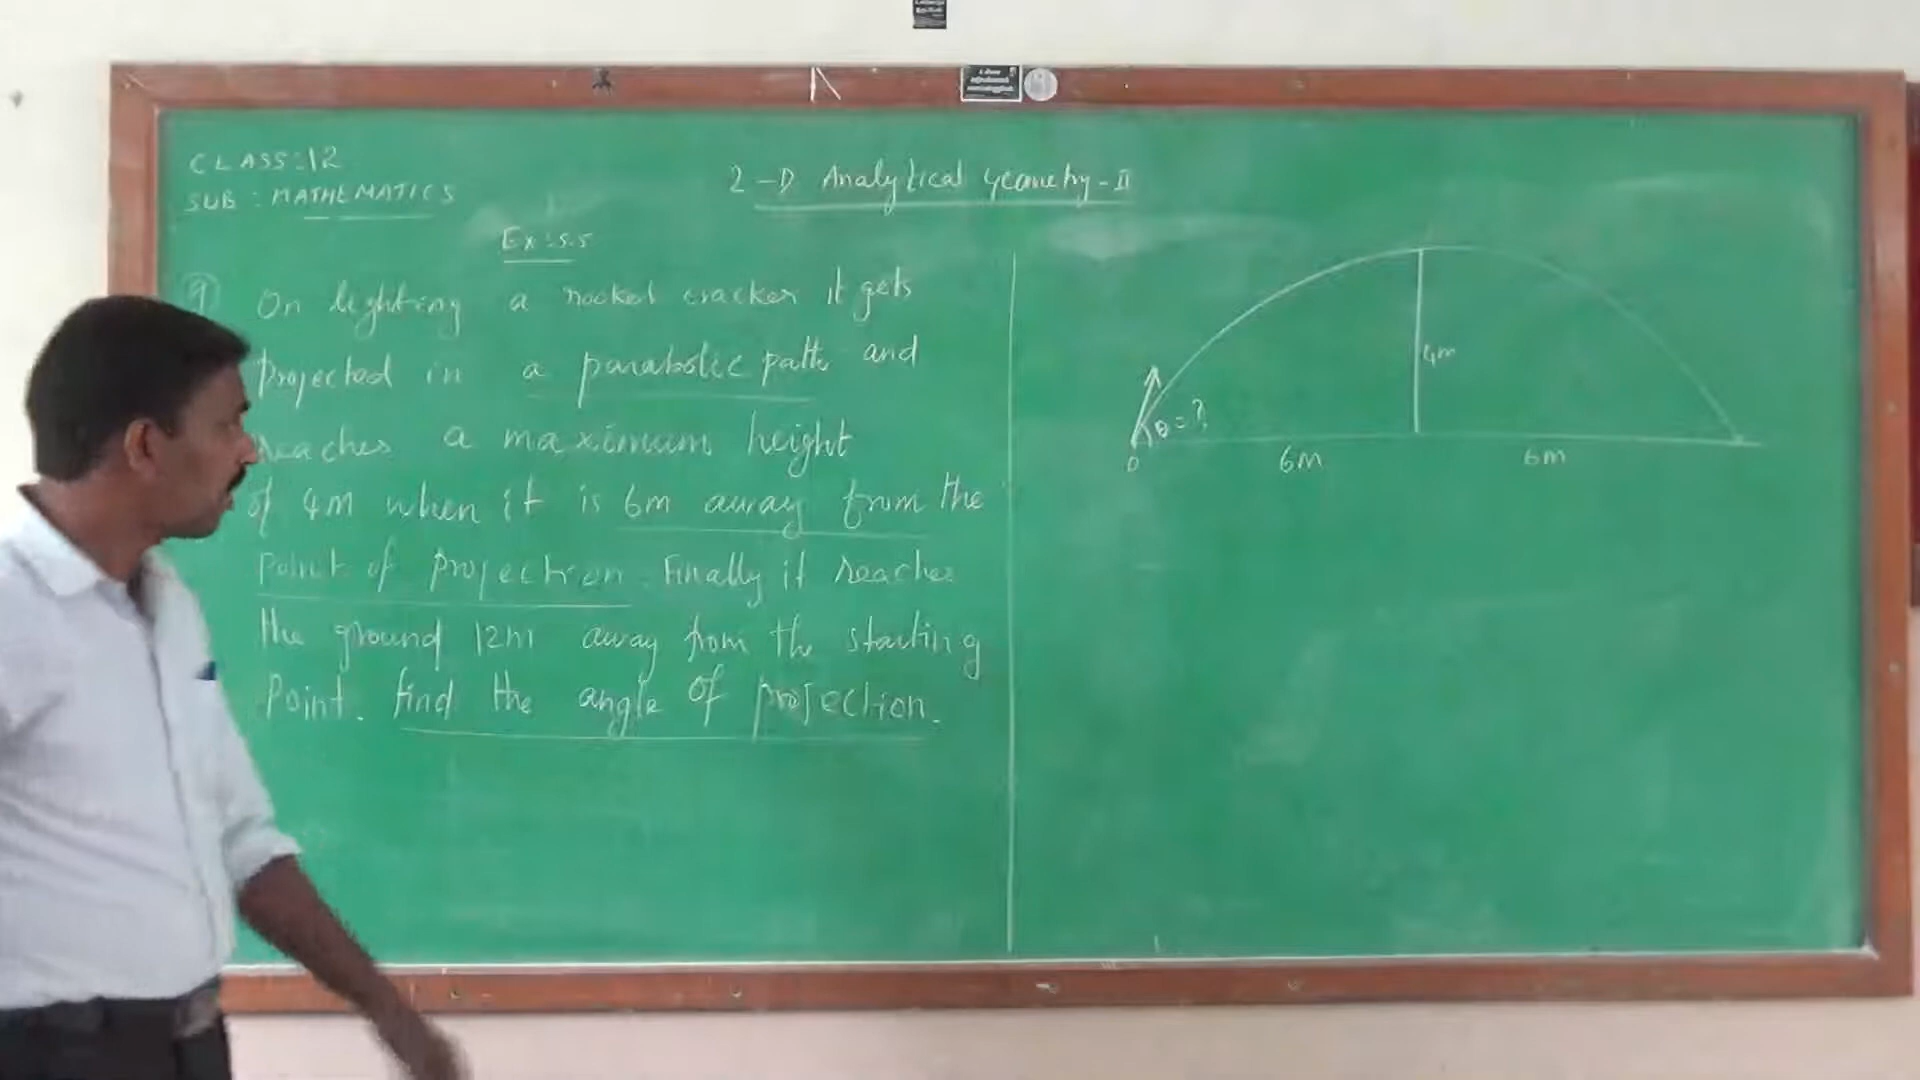 CLASS:12
SUB : MATHEMATICS
2-D Analytical Geometry-II
Ex:5.5
9
On lighting a rocket cracker it gets
projected in a parabolic path and
reaches a maximum height
of 4m when it is 6m away from the
point of projection. Finally it reaches
the ground 12m away from the starting
Point. find the angle of projection.
4m
θ=?
0
6m
6m